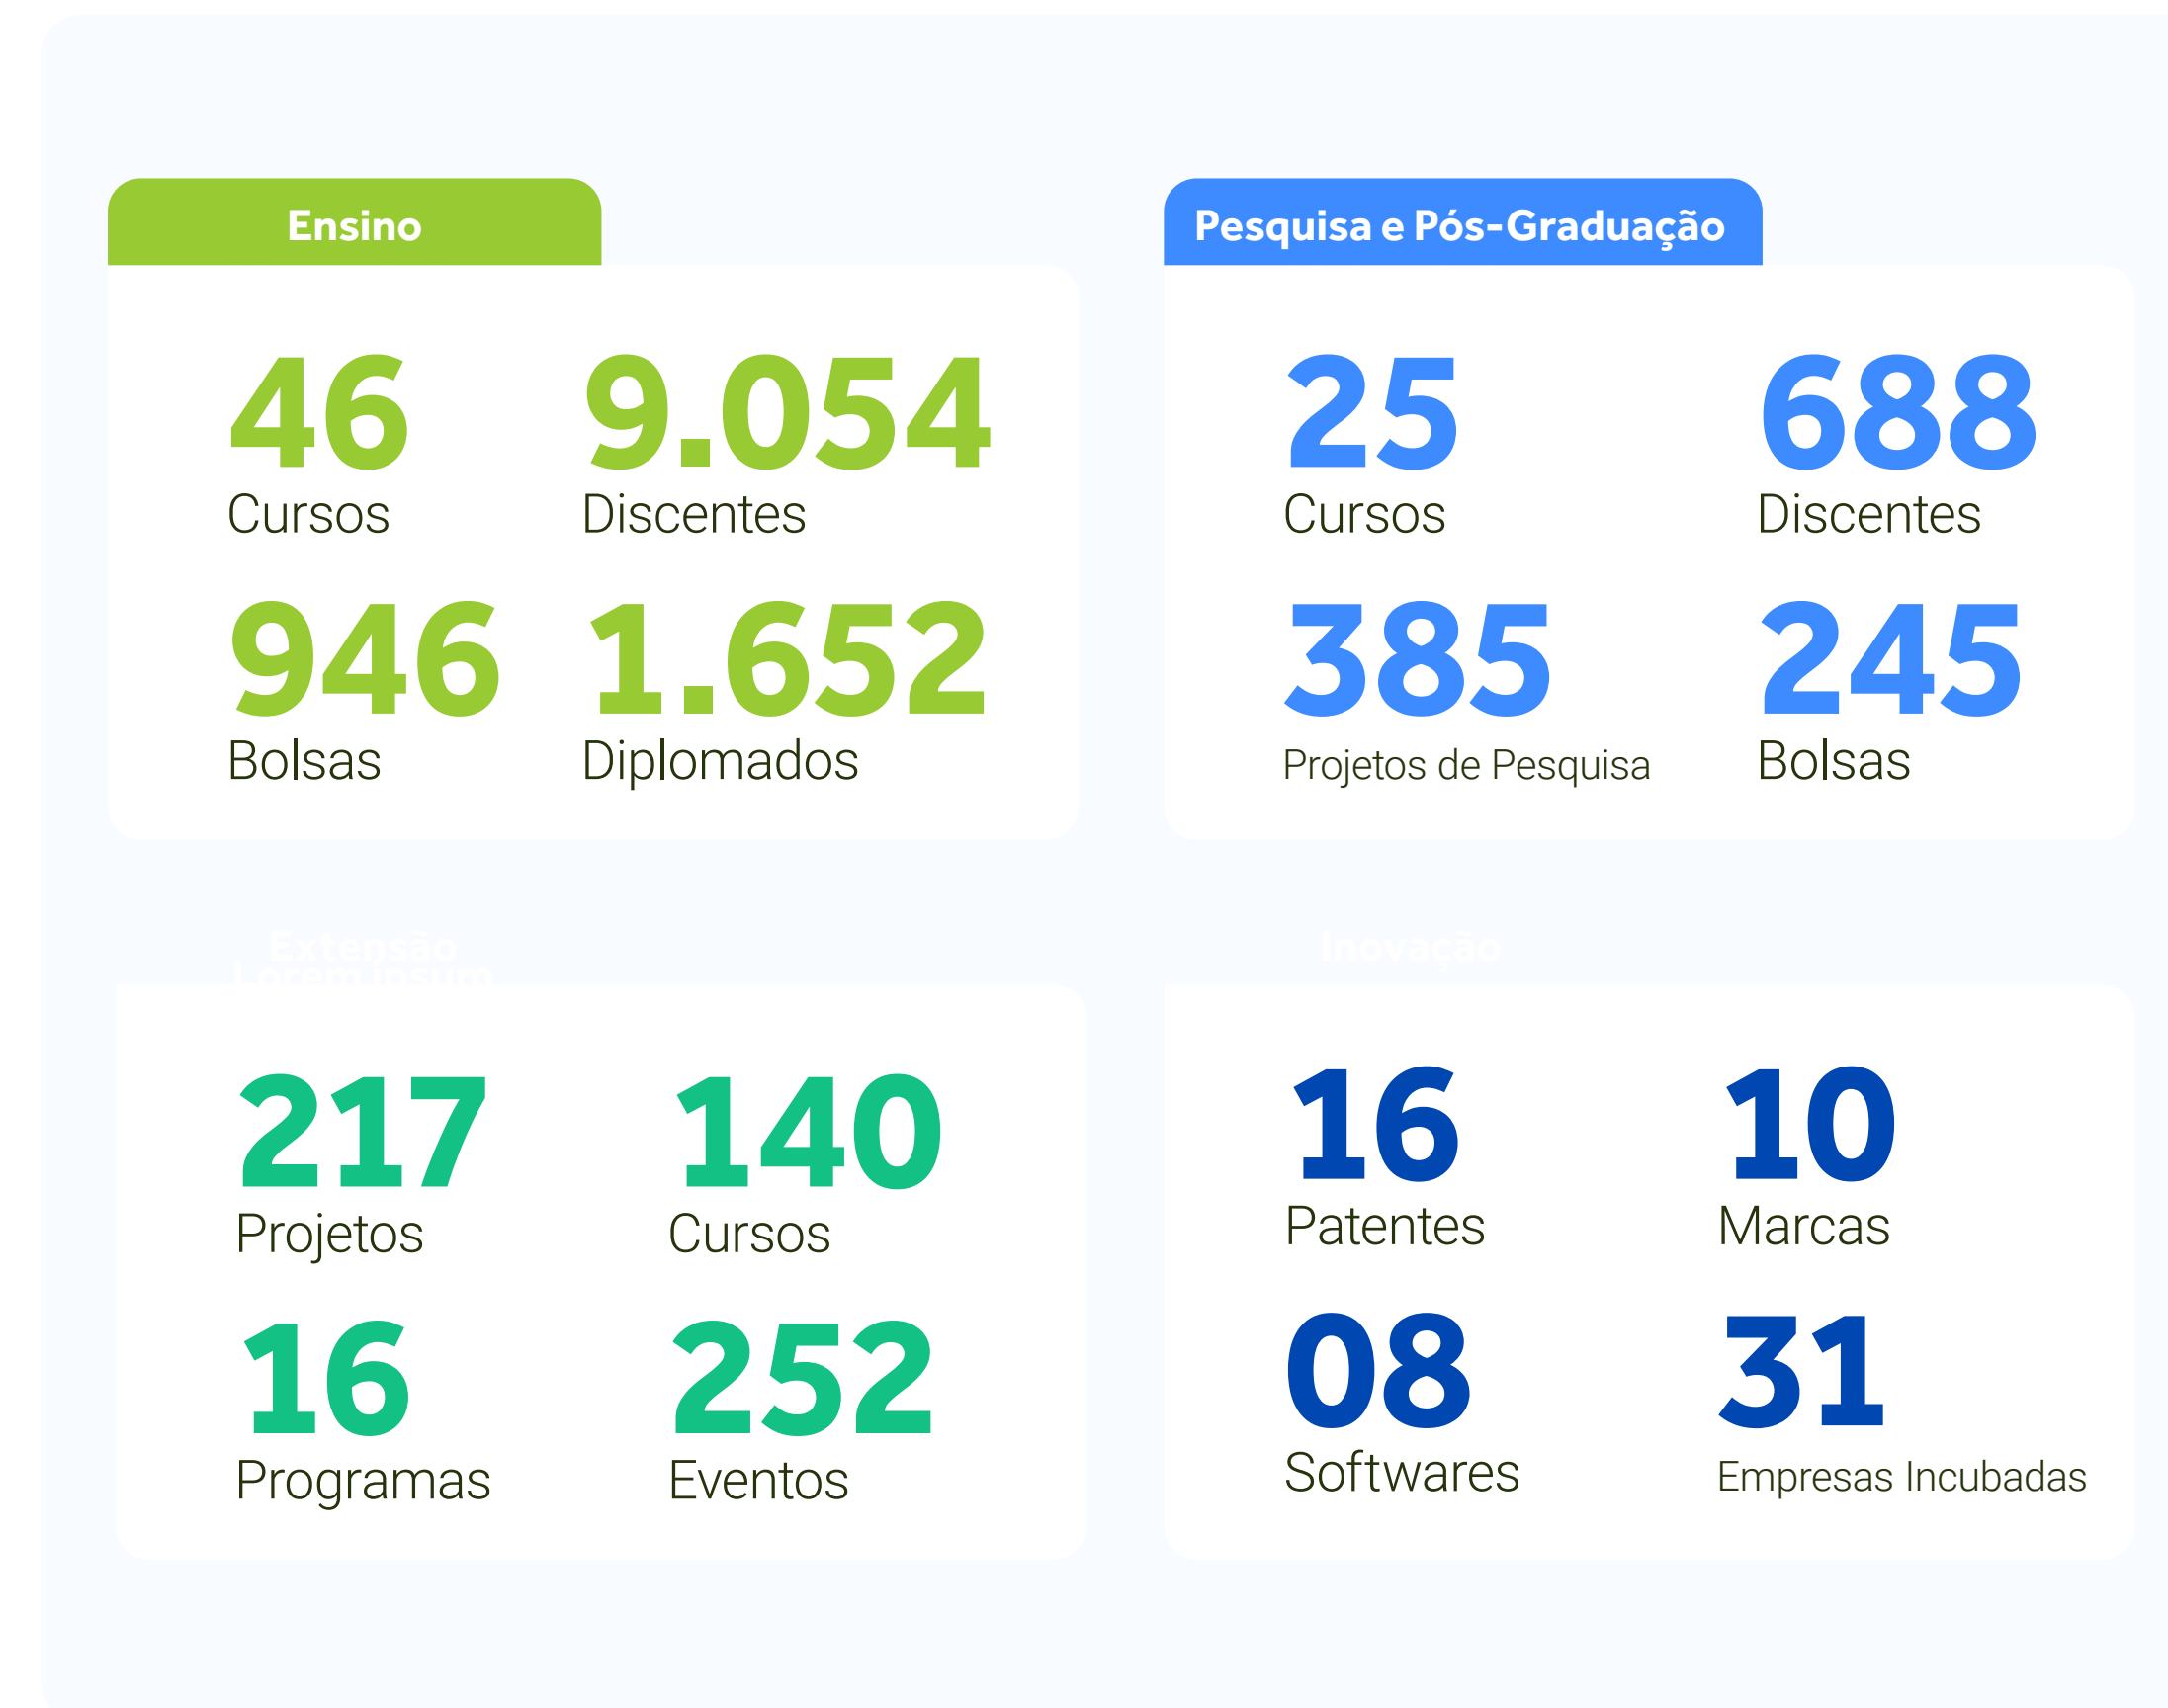 Ensino
46
Cursos
9.054
Discentes
946
Bolsas
1.652
Diplomados
Pesquisa e Pós-Graduação
25
Cursos
688
Discentes
385
Projetos de Pesquisa
245
Bolsas
Extensão
Lorem ipsum
217
Projetos
140
Cursos
16
Programas
252
Eventos
Inovação
16
Patentes
10
Marcas
08
Softwares
31
Empresas Incubadas